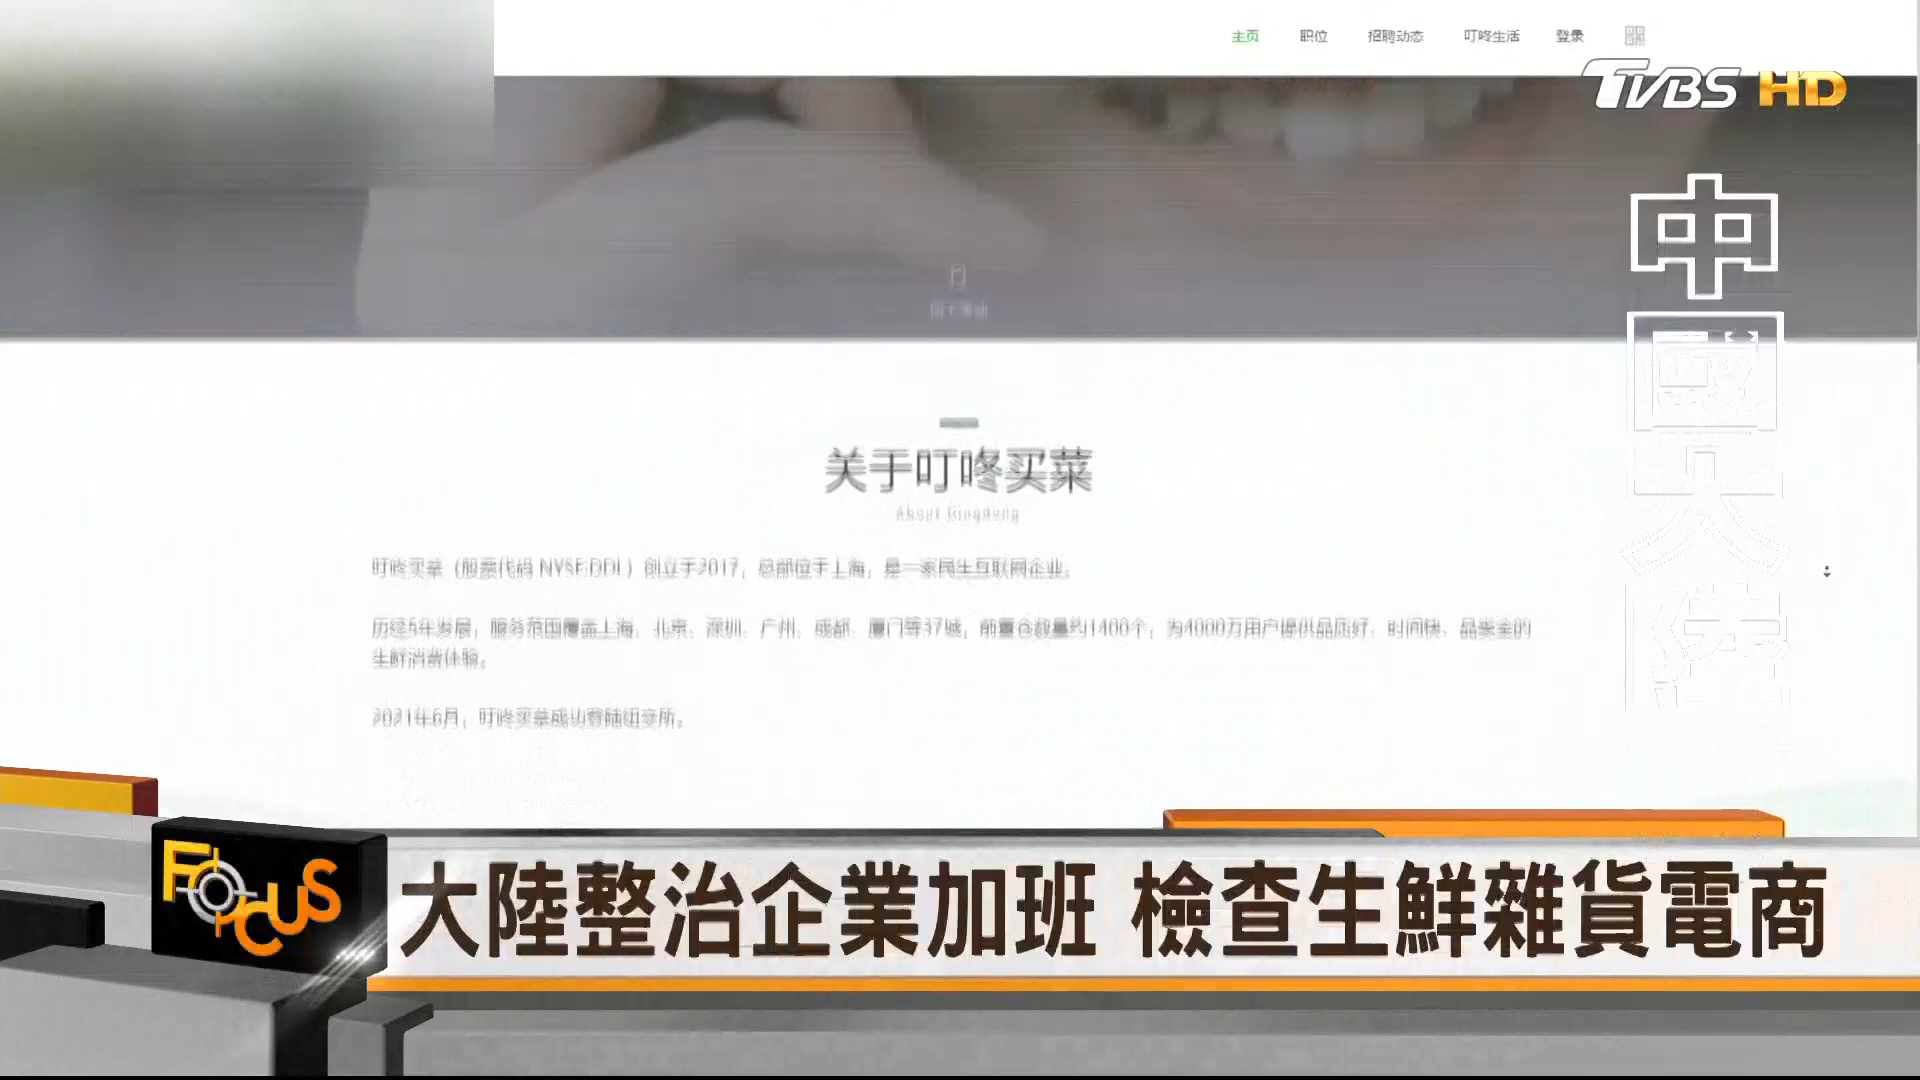 主页 职位 招聘动态 叮咚生活 登录
TVBS HD
中國大陸
关于叮咚买菜
About Dingdong
叮咚买菜（股票代码 NYSE:DDL）创立于2017，总部位于上海，是一家民生互联网企业。
历经5年发展，服务范围覆盖上海、北京、深圳、广州、成都、厦门等37城，前置仓数量约1400个，为4000万用户提供品质好、时间快、品类全的
生鲜消费体验。
2021年6月，叮咚买菜成功登陆纽交所。
FOCUS
大陸整治企業加班 檢查生鮮雜貨電商